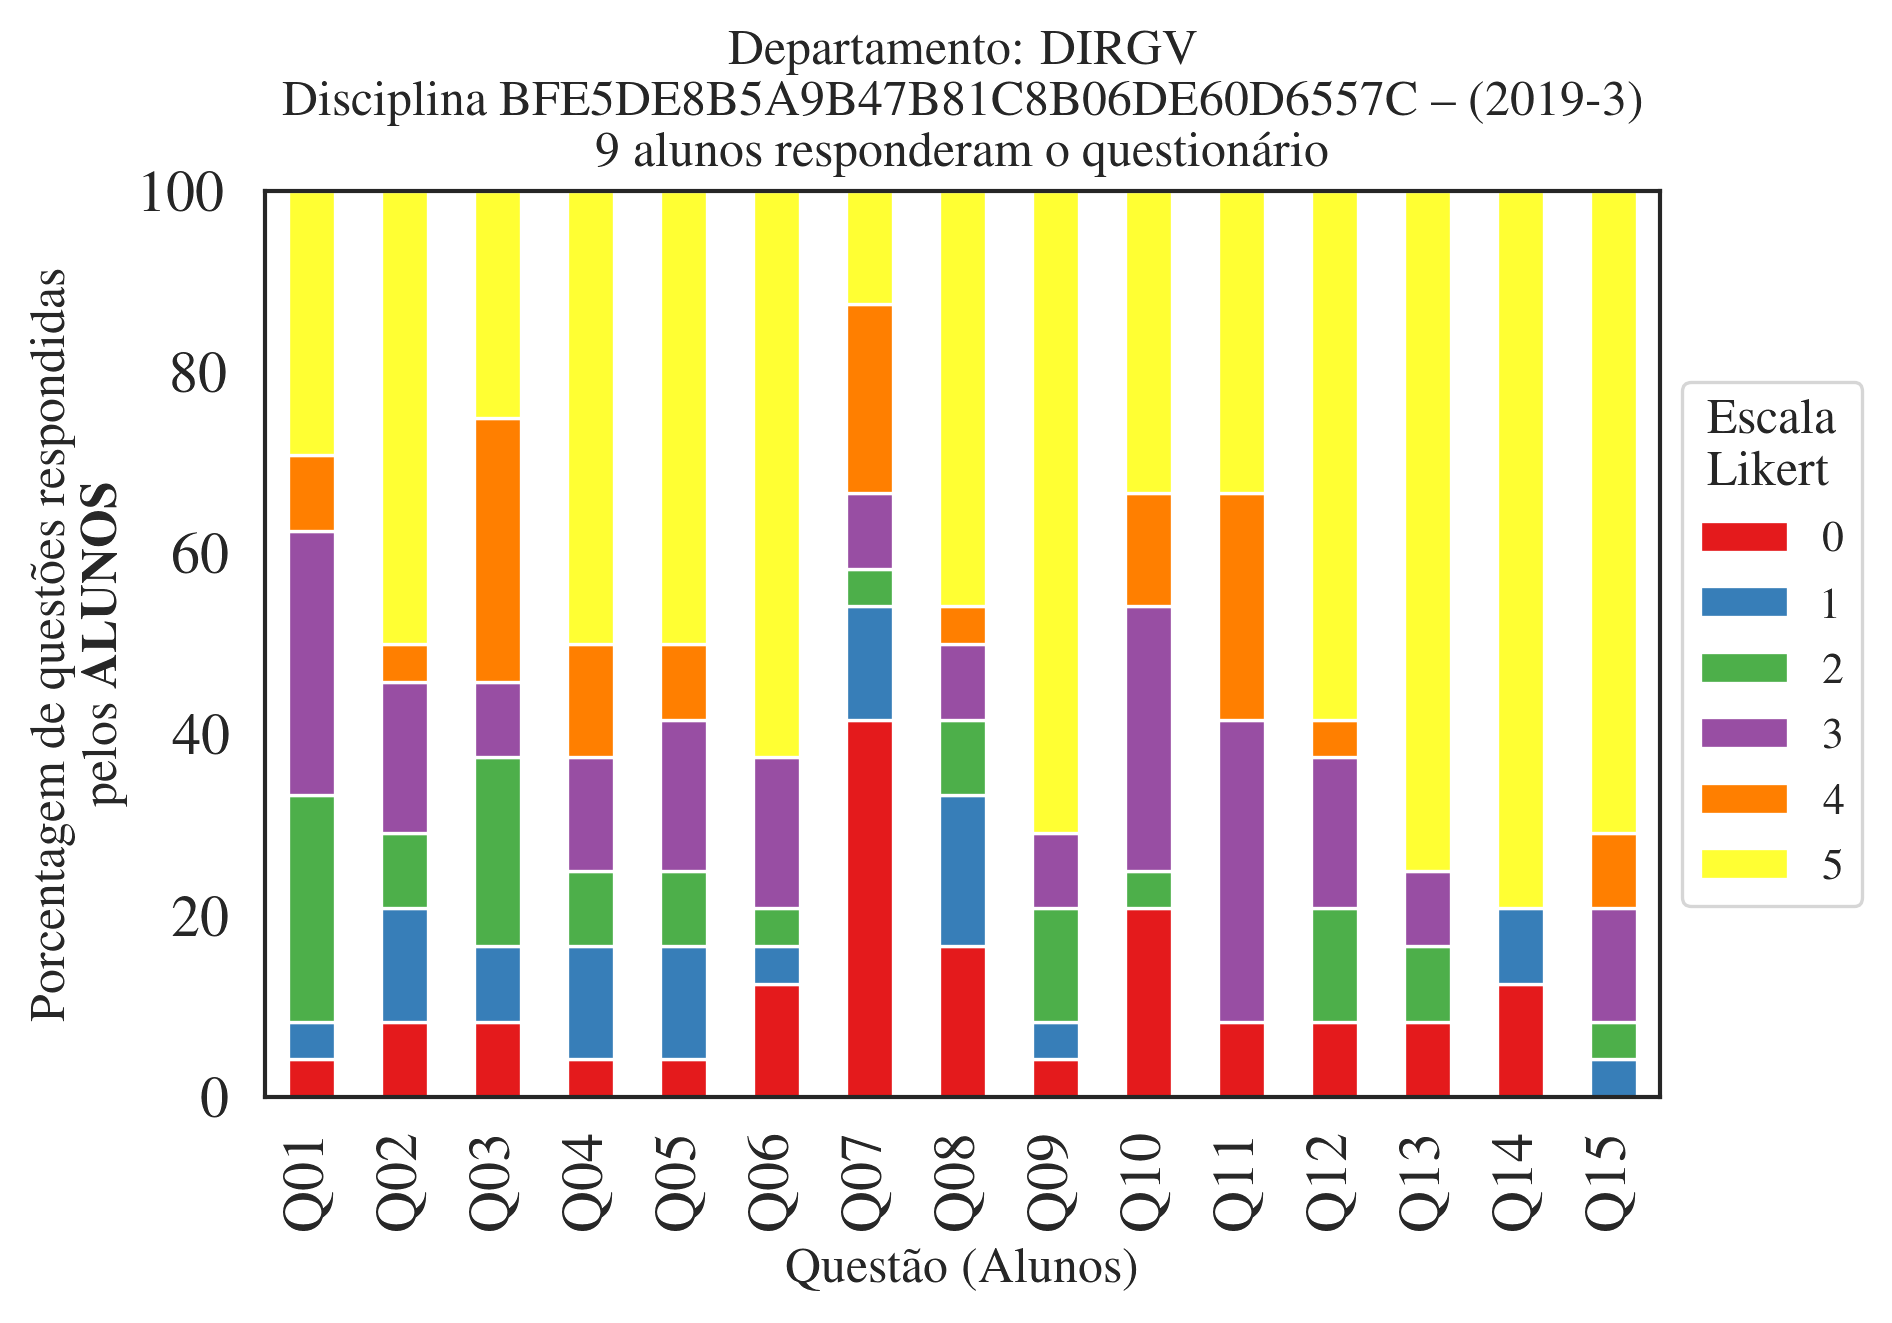 Departamento: DIRGV
Disciplina BFE5DE8B5A9B47B81C8B06DE60D6557C – (2019-3)
9 alunos responderam o questionário
Porcentagem de questões respondidas
pelos ALUNOS
100
80
60
40
20
0
Q01
Q02
Q03
Q04
Q05
Q06
Q07
Q08
Q09
Q10
Q11
Q12
Q13
Q14
Q15
Questão (Alunos)
Escala
Likert
0
1
2
3
4
5